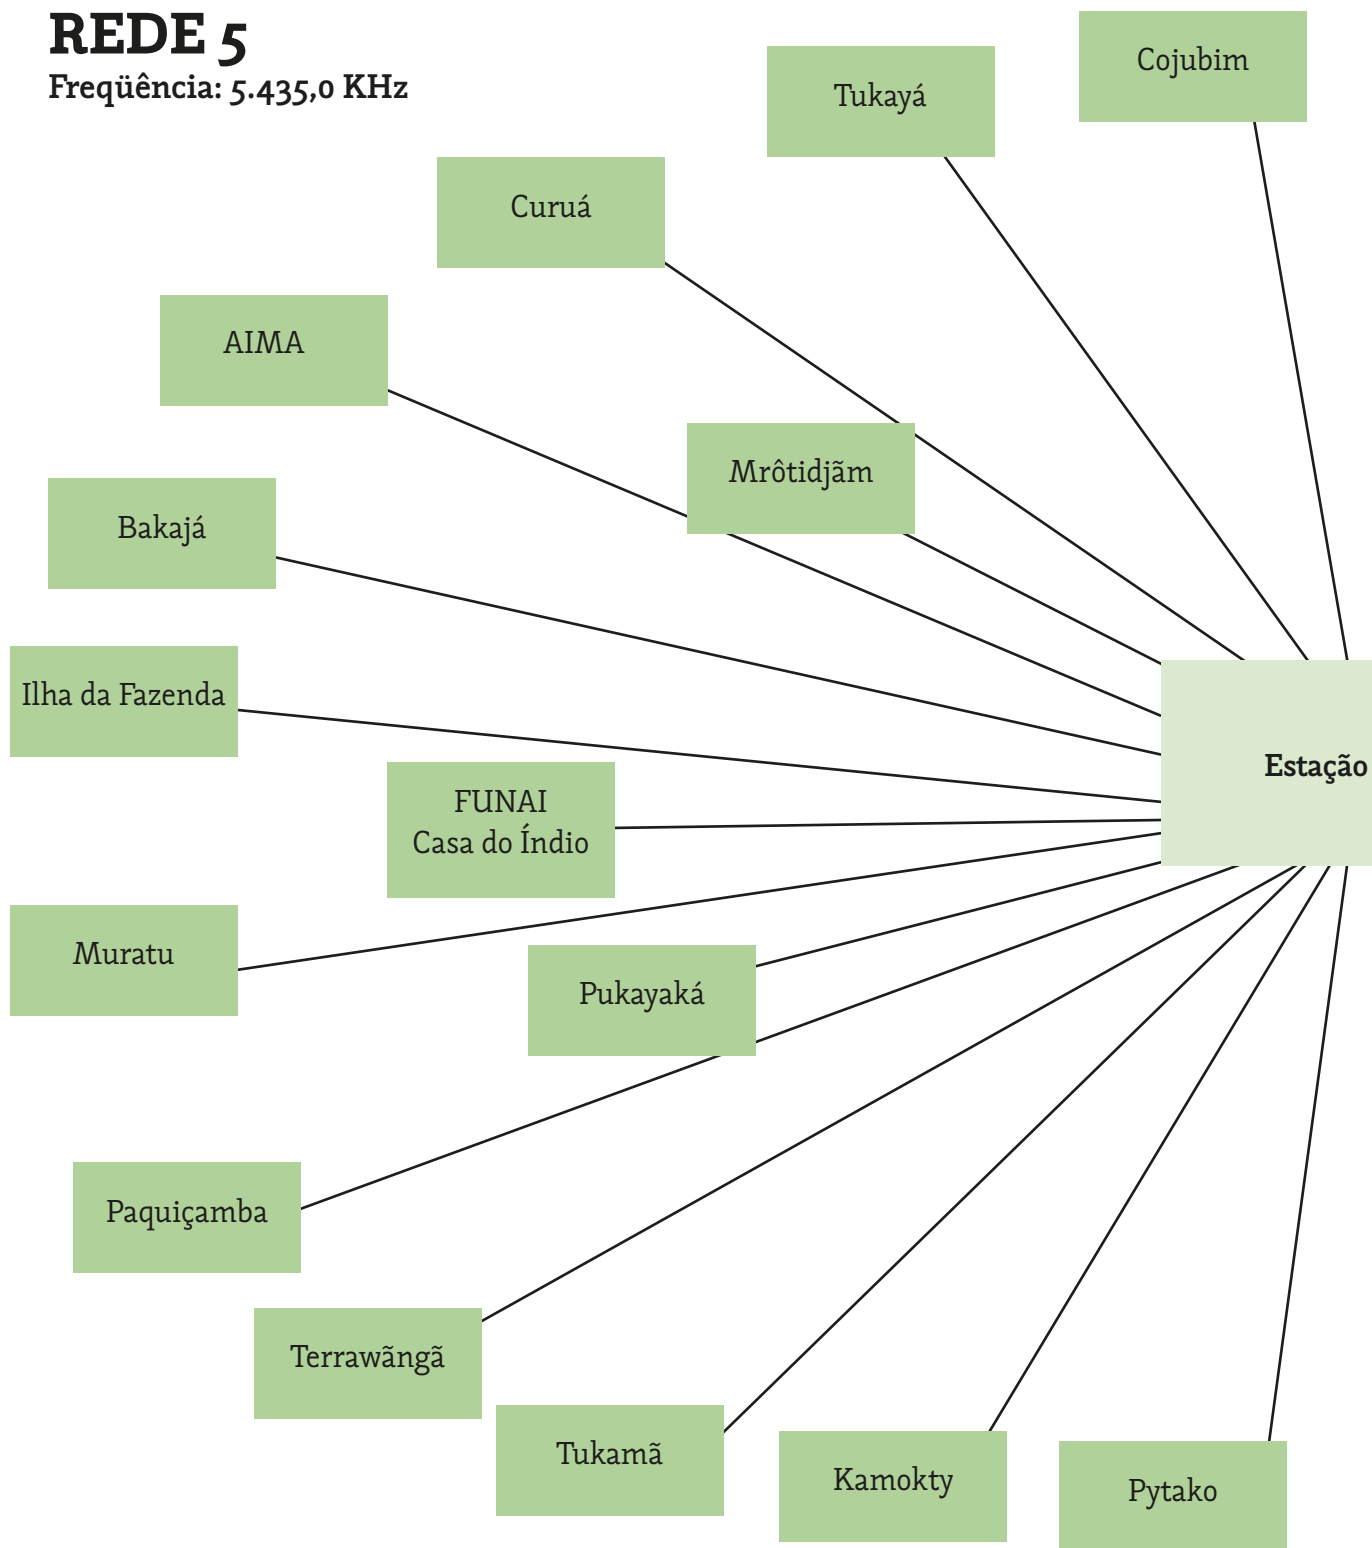 REDE 5
Freqüência: 5.435,0 KHz
Cojubim
Tukayá
Curuá
AIMA
Mrôtidjãm
Bakajá
Ilha da Fazenda
Estação
FUNAI
Casa do Índio
Muratu
Pukayaká
Paquiçamba
Terrawãngã
Tukamã
Kamokty
Pytako